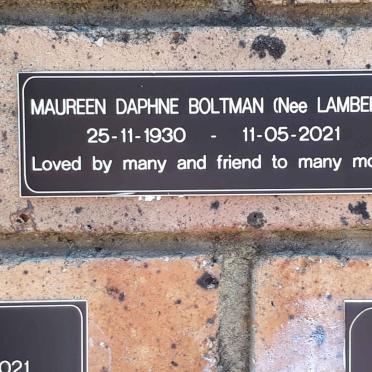 MAUREEN DAPHNE BOLTMAN (Nee
25-11-1930 - 11-05-2021
Loved by many and friend to many